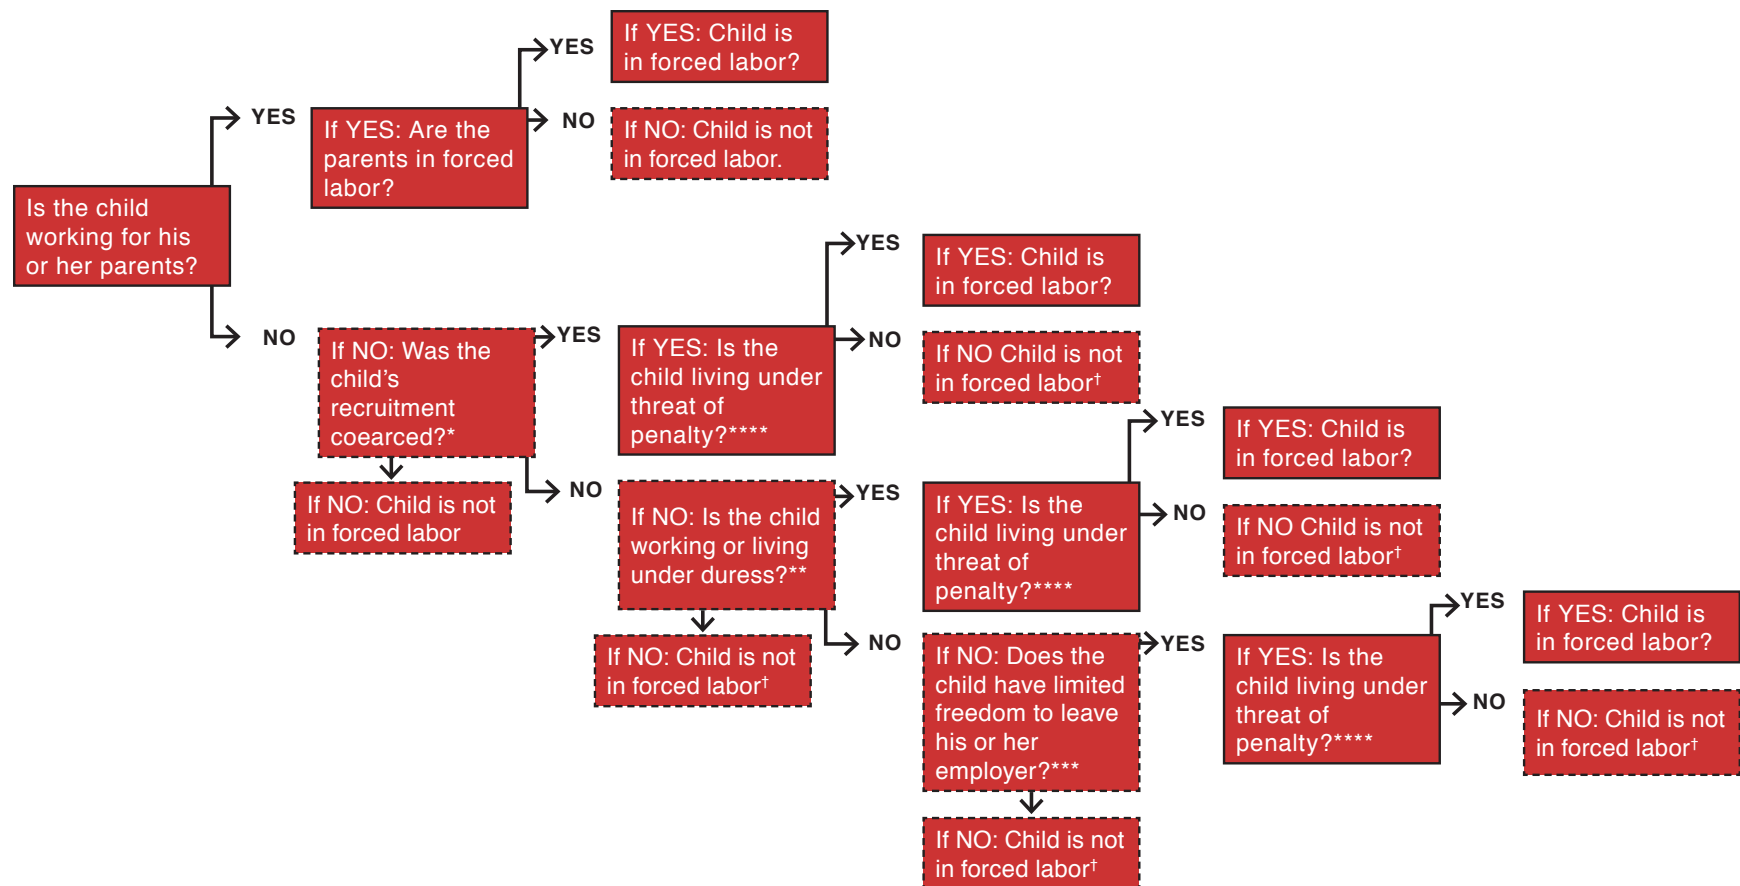 YES
If YES: Child is
in forced labor?
YES
If YES: Are the
parents in forced
labor?
NO
If NO: Child is not
in forced labor.
Is the child
working for his
or her parents?
NO
If NO: Was the
child’s
recruitment
coearced?*
If NO: Child is not
in forced labor
YES
If YES: Is the
child living under
threat of
penalty?****
YES
If YES: Child is
in forced labor?
NO
If NO Child is not
in forced labor†
NO
If NO: Is the child
working or living
under duress?**
If NO: Child is not
in forced labor†
YES
If YES: Is the
child living under
threat of
penalty?****
YES
If YES: Child is
in forced labor?
NO
If NO Child is not
in forced labor†
NO
If NO: Does the
child have limited
freedom to leave
his or her
employer?***
If NO: Child is not
in forced labor†
YES
If YES: Is the
child living under
threat of
penalty?****
YES
If YES: Child is
in forced labor?
NO
If NO: Child is not
in forced labor†